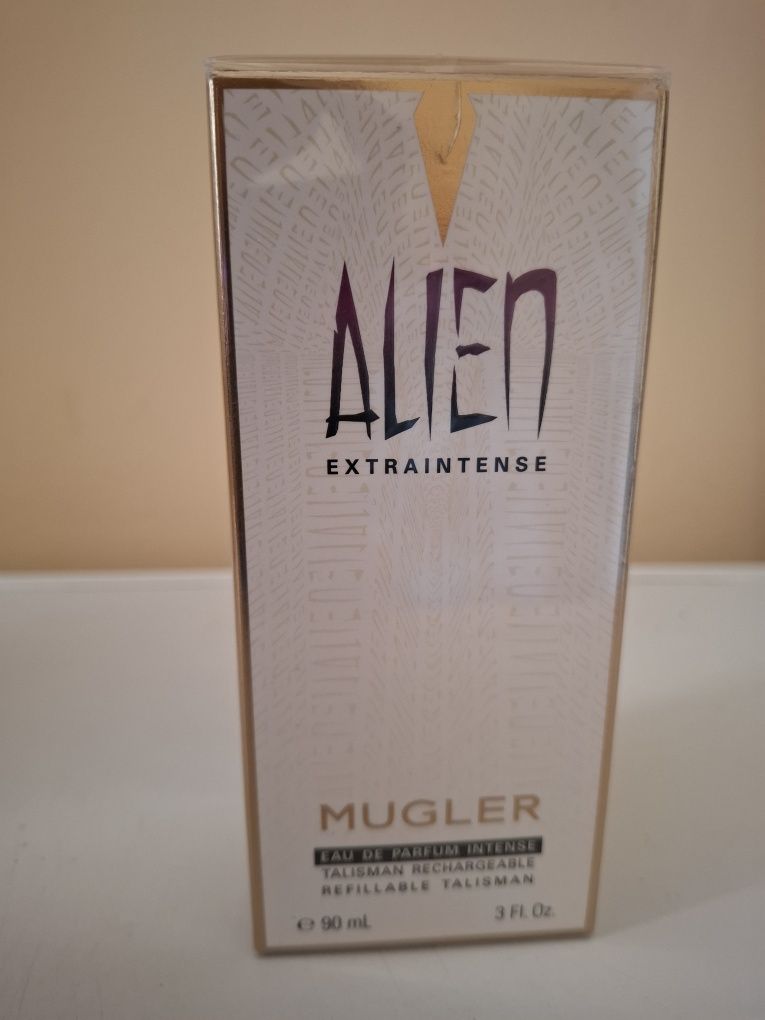 ALIEN
EXTRAINTENSE
MUGLER
EAU DE PARFUM INTENSE
TALISMAN RECHARGEABLE
REFILLABLE TALISMAN
℮ 90 mL 3 Fl. Oz.